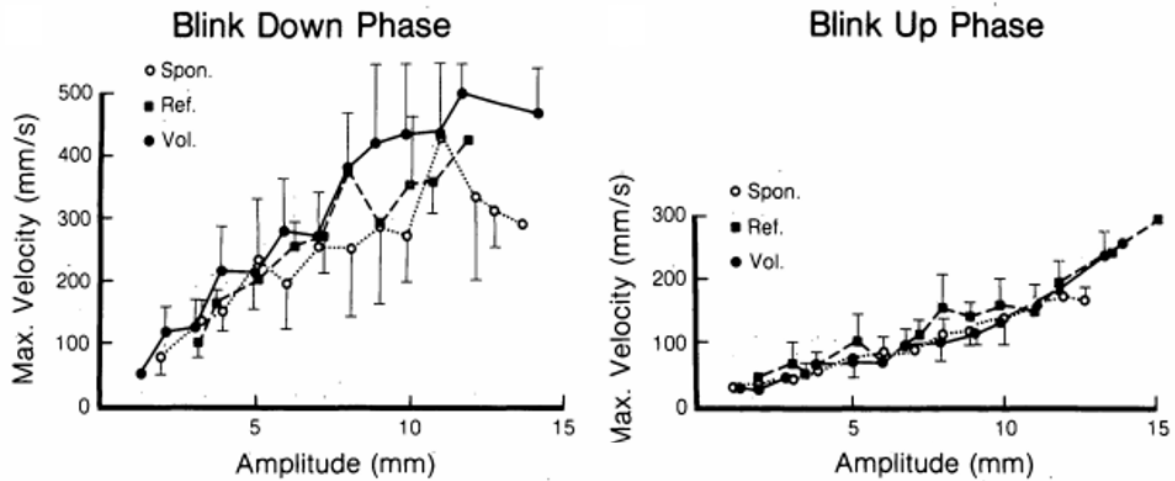 Blink Down Phase
Spon.
Ref.
Vol.
Max. Velocity (mm/s)
500
400
300
200
100
0
5
10
15
Amplitude (mm)
Blink Up Phase
Spon.
Ref.
Vol.
Max. Velocity (mm/s)
300
200
100
0
5
10
15
Amplitude (mm)